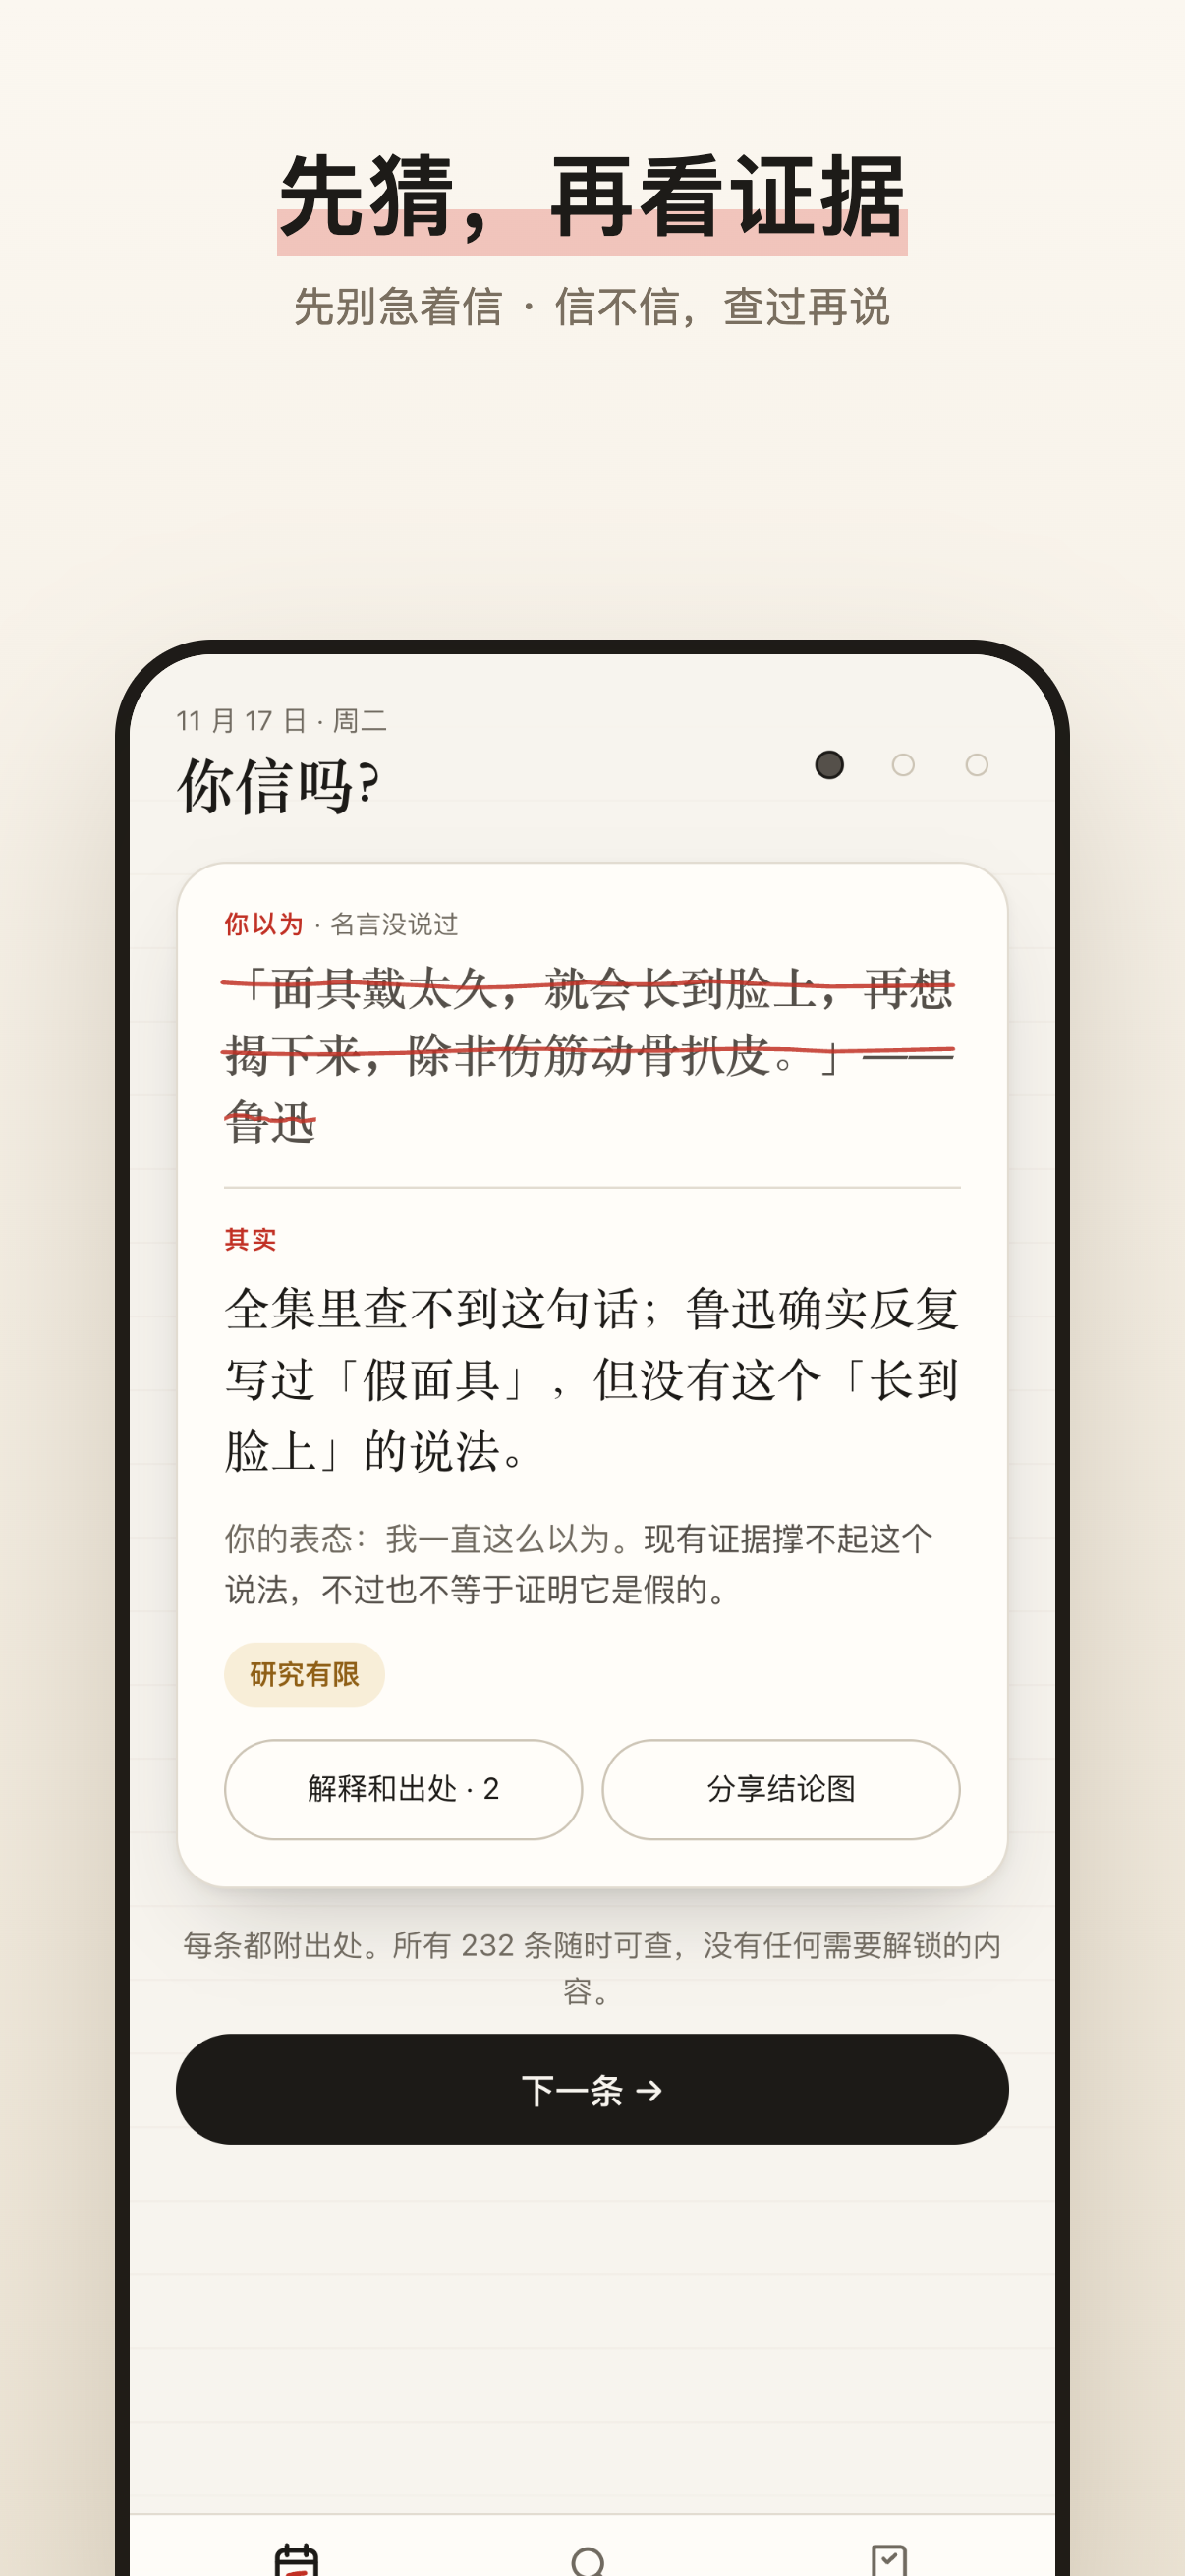 先猜，再看证据
先别急着信 · 信不信，查过再说
11 月 17 日 · 周二
你信吗？
你以为 · 名言没说过
「面具戴太久，就会长到脸上，再想
揭下来，除非伤筋动骨扒皮。」——
鲁迅
其实
全集里查不到这句话；鲁迅确实反复
写过「假面具」，但没有这个「长到
脸上」的说法。
你的表态：我一直这么以为。现有证据撑不起这个
说法，不过也不等于证明它是假的。
研究有限
解释和出处 · 2
分享结论图
每条都附出处。所有 232 条随时可查，没有任何需要解锁的内
容。
下一条 →